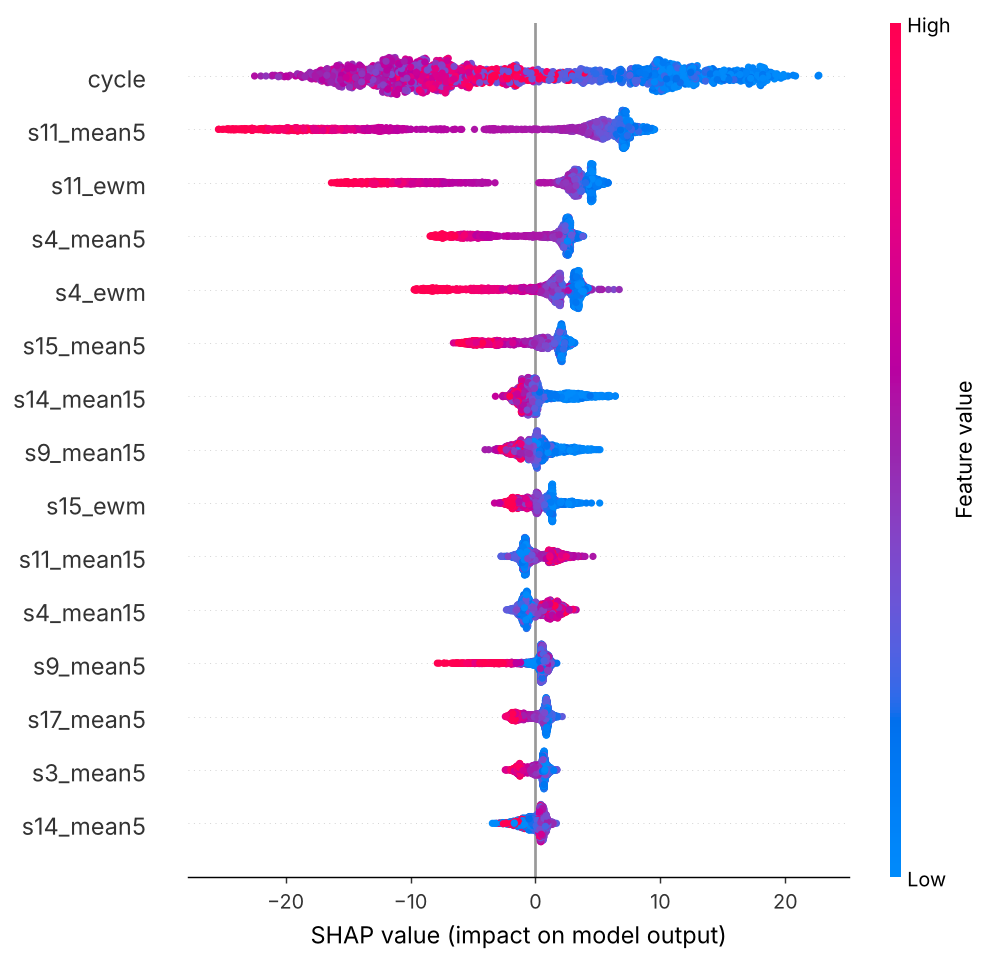 High
cycle
s11_mean5
s11_ewm
s4_mean5
s4_ewm
s15_mean5
s14_mean15
s9_mean15
s15_ewm
s11_mean15
s4_mean15
s9_mean5
s17_mean5
s3_mean5
s14_mean5
Feature value
Low
−20 −10 0 10 20
SHAP value (impact on model output)